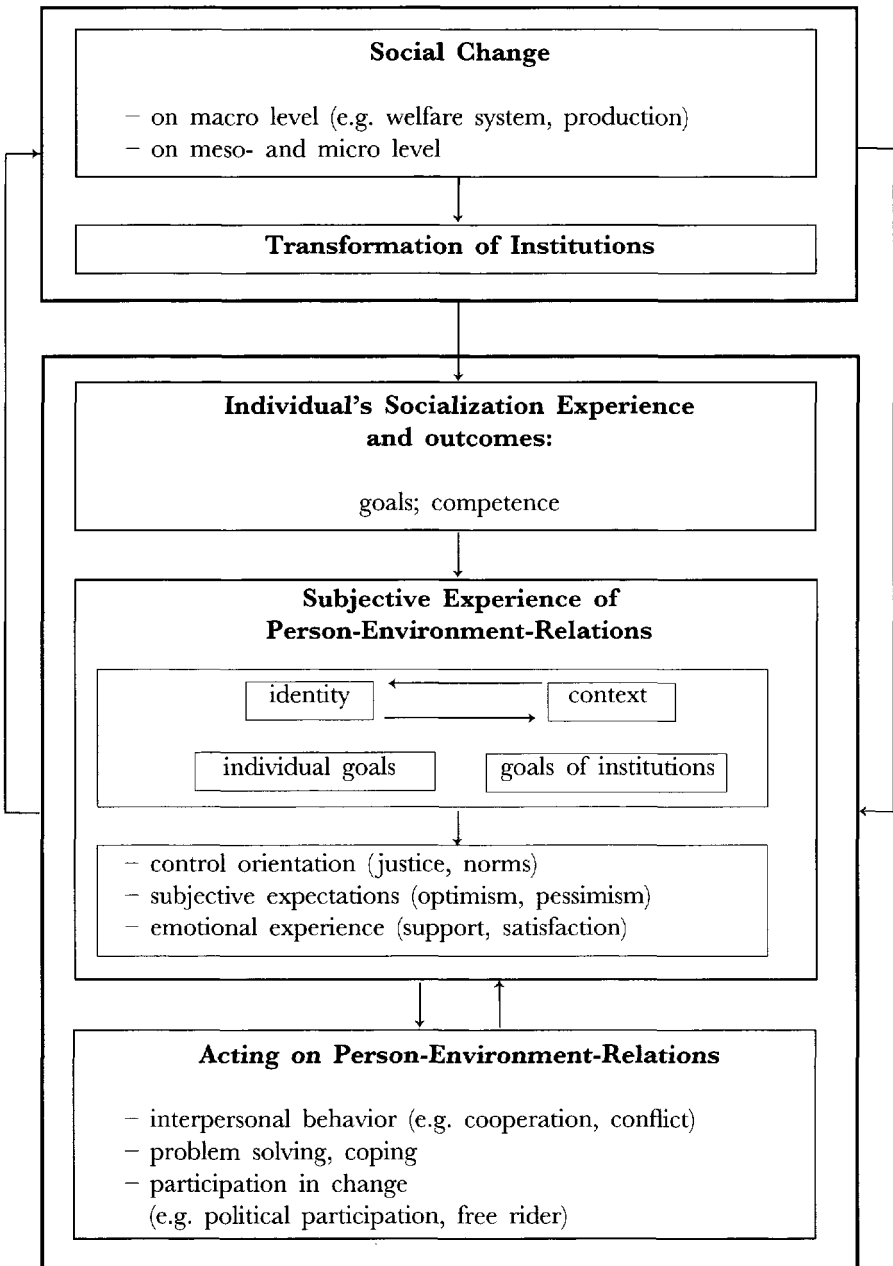 Social Change
– on macro level (e.g. welfare system, production)
– on meso- and micro level
Transformation of Institutions
Individual's Socialization Experience
and outcomes:
goals; competence
Subjective Experience of
Person-Environment-Relations
identity
context
individual goals
goals of institutions
– control orientation (justice, norms)
– subjective expectations (optimism, pessimism)
– emotional experience (support, satisfaction)
Acting on Person-Environment-Relations
– interpersonal behavior (e.g. cooperation, conflict)
– problem solving, coping
– participation in change
(e.g. political participation, free rider)